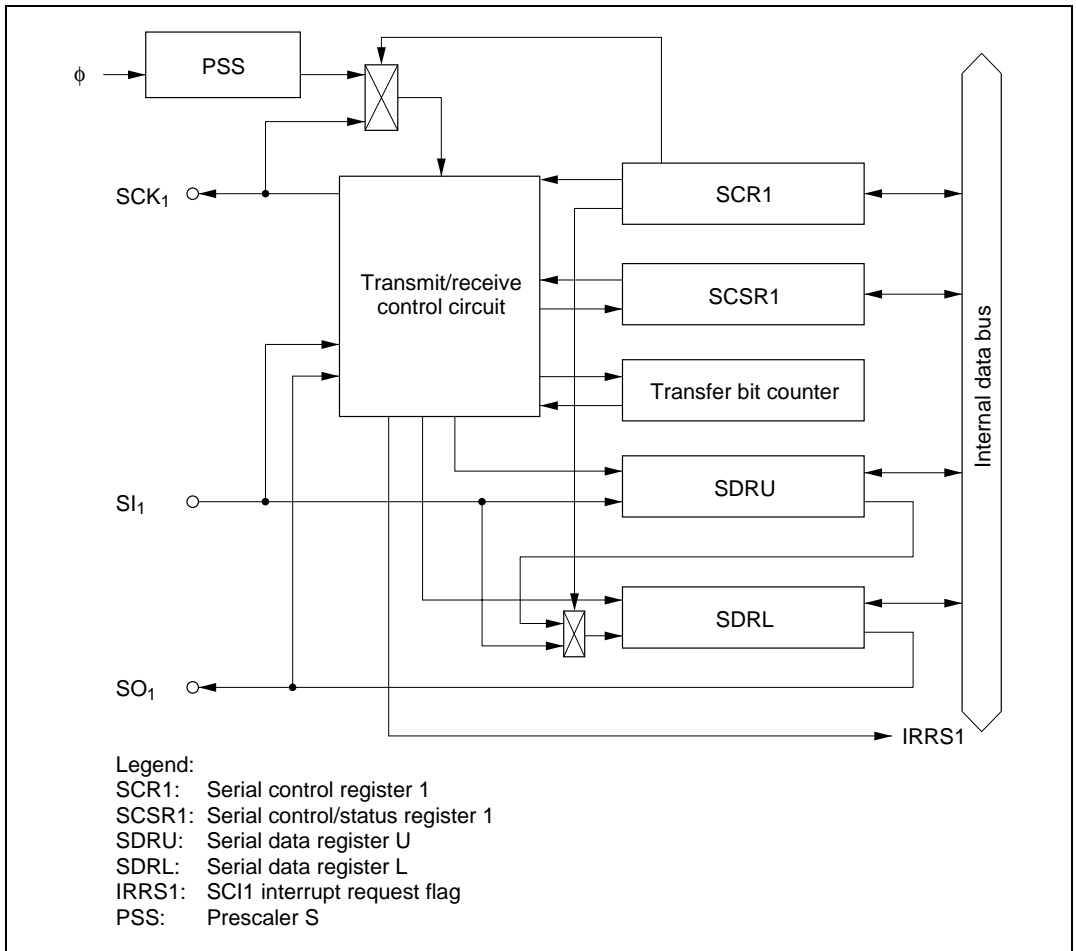 φ
PSS
SCK1
SCR1
Transmit/receive
control circuit
SCSR1
Transfer bit counter
Internal data bus
SI1
SDRU
SDRL
SO1
IRRS1
Legend:
SCR1: Serial control register 1
SCSR1: Serial control/status register 1
SDRU: Serial data register U
SDRL: Serial data register L
IRRS1: SCI1 interrupt request flag
PSS: Prescaler S